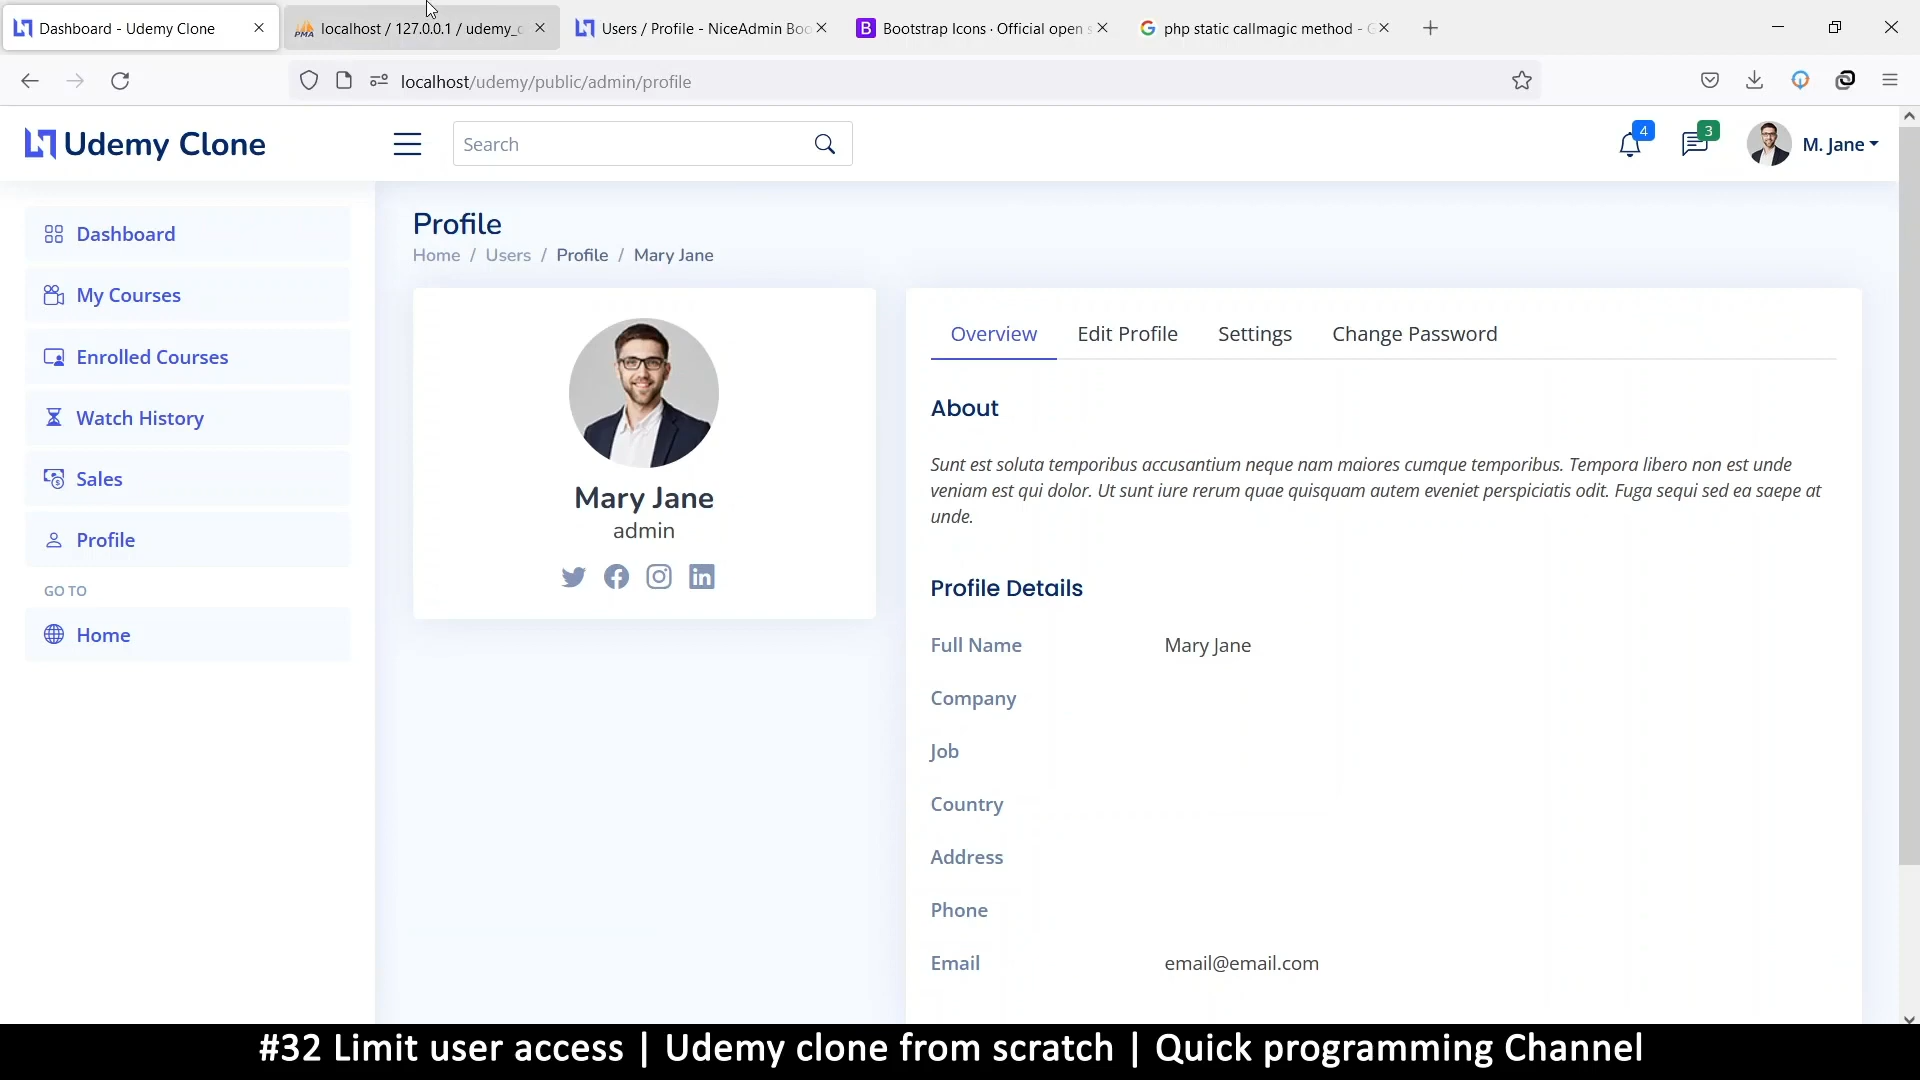 Dashboard - Udemy Clone
localhost / 127.0.0.1 / udemy_c
Users / Profile - NiceAdmin Boo
Bootstrap Icons · Official open s
php static callmagic method - G
localhost/udemy/public/admin/profile
Udemy Clone
Search
4
3
M. Jane
Dashboard
My Courses
Enrolled Courses
Watch History
Sales
Profile
GO TO
Home
Profile
Home / Users / Profile / Mary Jane
Mary Jane
admin
Overview
Edit Profile
Settings
Change Password
About
Sunt est soluta temporibus accusantium neque nam maiores cumque temporibus. Tempora libero non est unde
veniam est qui dolor. Ut sunt iure rerum quae quisquam autem eveniet perspiciatis odit. Fuga sequi sed ea saepe at
unde.
Profile Details
Full Name Mary Jane
Company
Job
Country
Address
Phone
Email email@email.com
#32 Limit user access | Udemy clone from scratch | Quick programming Channel